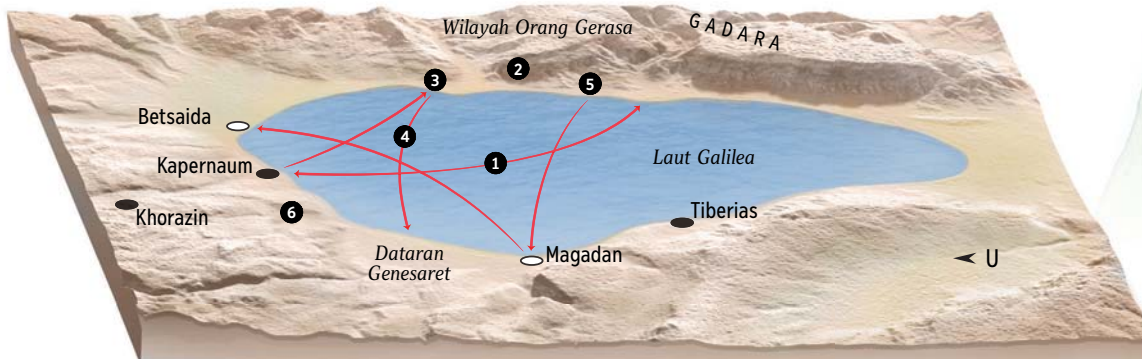 Wilayah Orang Gerasa
GADARA
3
2
5
Betsaida
4
Kapernaum
1
Laut Galilea
Khorazin
6
Tiberias
Dataran
Genesaret
Magadan
U